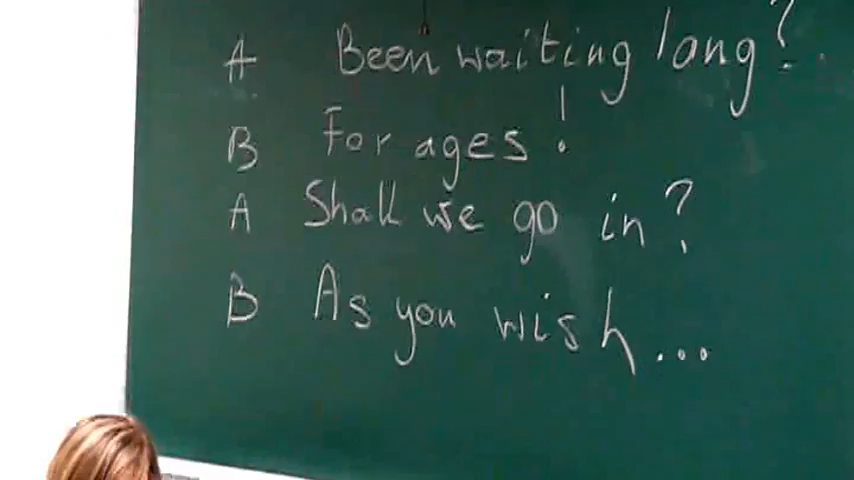 A Been waiting long?
B For ages!
A Shall we go in?
B As you wish...